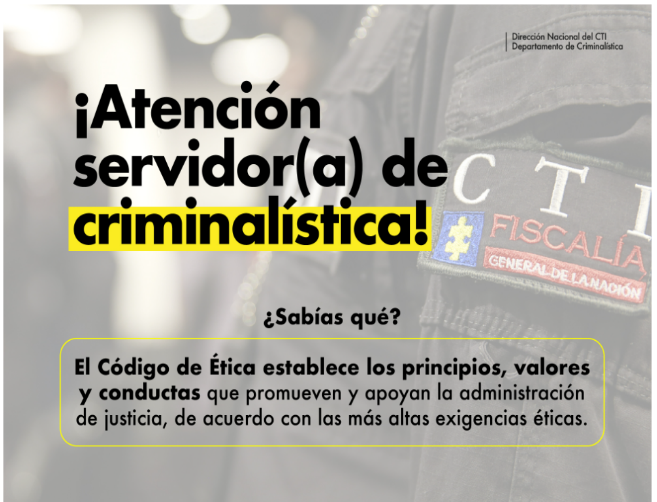 Dirección Nacional del CTI
Departamento de Criminalística
¡Atención
servidor(a) de
criminalística!
CTI
FISCALÍA
GENERAL DE LA NACIÓN
¿Sabías qué?
El Código de Ética establece los principios, valores
y conductas que promueven y apoyan la administración
de justicia, de acuerdo con las más altas exigencias éticas.